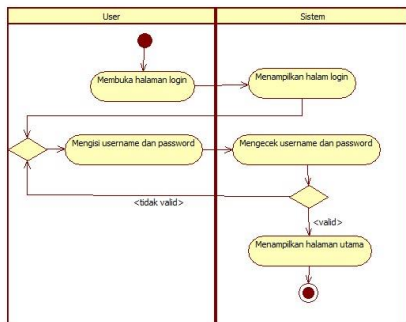 User
Sistem
Membuka halaman login
Menampilkan halam login
Mengisi username dan password
Mengecek username dan password
<tidak valid>
<valid>
Menampilkan halaman utama